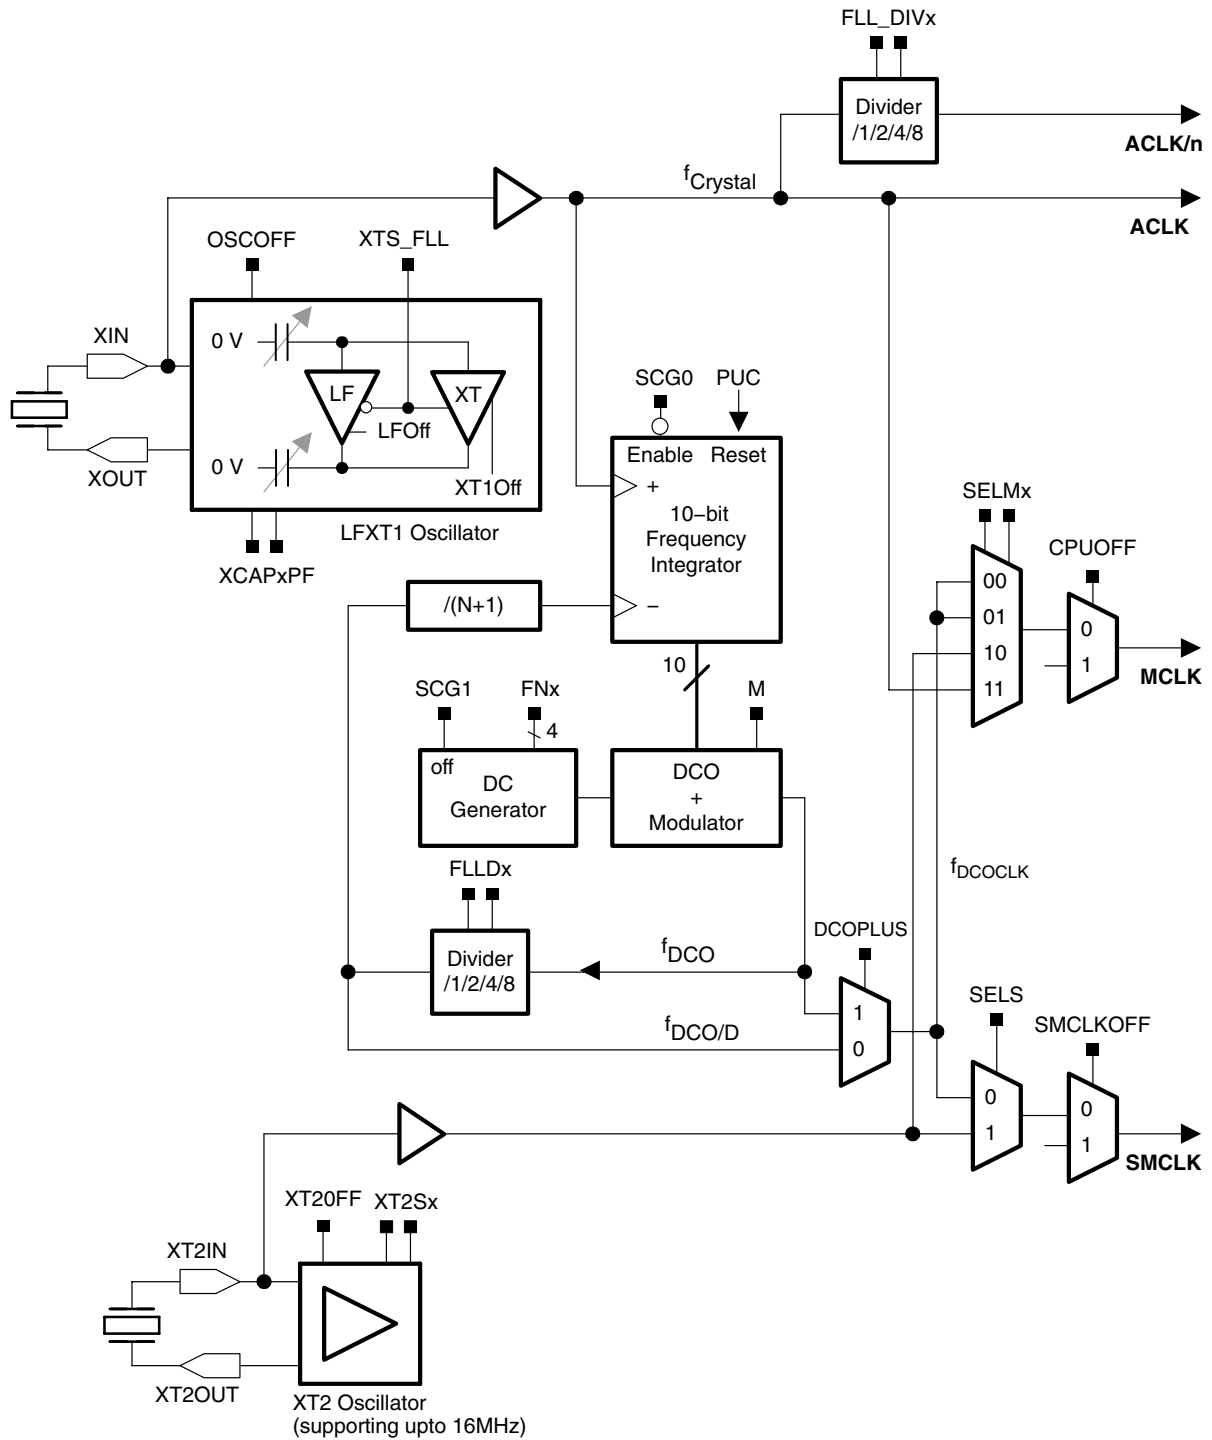 FLL_DIVx
Divider
/1/2/4/8
ACLK/n
fCrystal
ACLK
OSCOFF
XTS_FLL
XIN
0 V
LF
XT
LFOff
0 V
XT1Off
XOUT
LFXT1 Oscillator
XCAPxPF
SCG0
PUC
Enable
Reset
+
10–bit
Frequency
Integrator
–
/(N+1)
10
SELMx
CPUOFF
00
01
10
11
0
1
MCLK
SCG1
FNx
4
M
off
DC
Generator
DCO
+
Modulator
fDCOCLK
FLLDx
Divider
/1/2/4/8
fDCO
DCOPLUS
1
0
fDCO/D
SELS
SMCLKOFF
0
1
0
1
SMCLK
XT20FF
XT2Sx
XT2IN
XT2OUT
XT2 Oscillator
(supporting upto 16MHz)